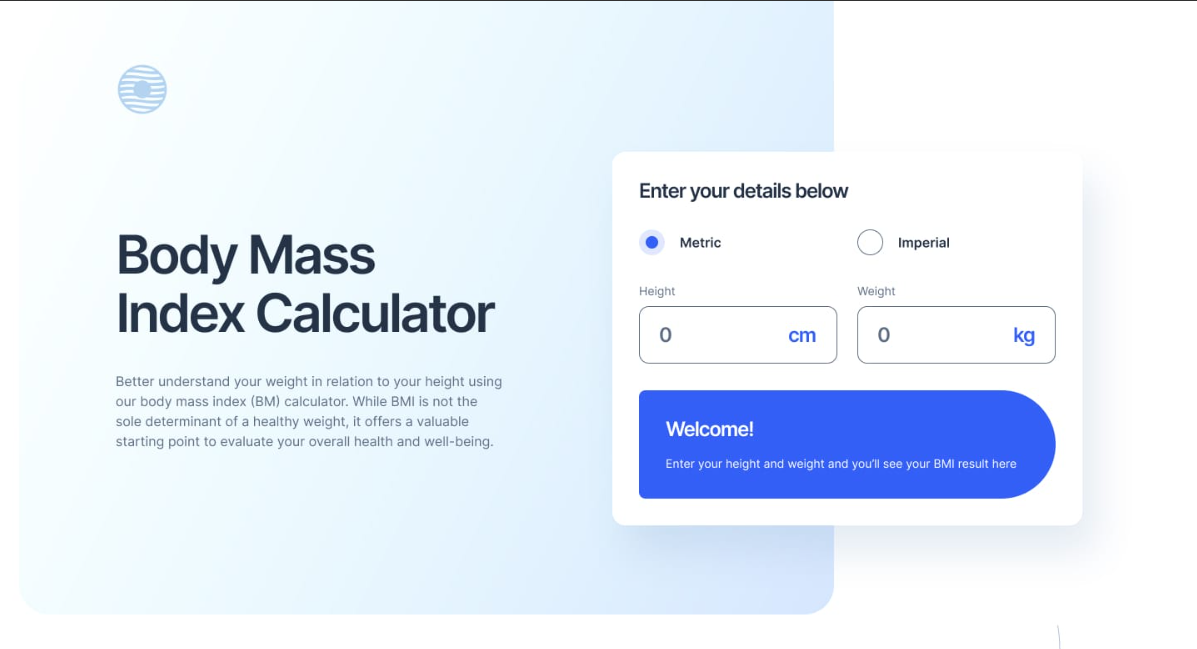 Body Mass
Index Calculator
Better understand your weight in relation to your height using
our body mass index (BM) calculator. While BMI is not the
sole determinant of a healthy weight, it offers a valuable
starting point to evaluate your overall health and well-being.
Enter your details below
Metric
Imperial
Height
Weight
0 cm
0 kg
Welcome!
Enter your height and weight and you’ll see your BMI result here